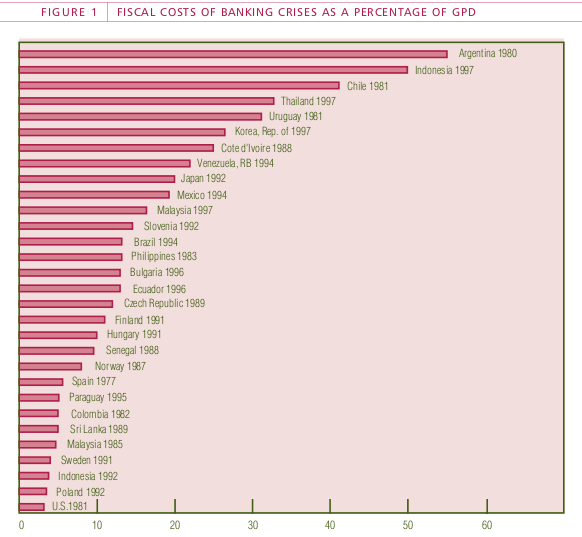 FIGURE 1 FISCAL COSTS OF BANKING CRISES AS A PERCENTAGE OF GPD
Argentina 1980
Indonesia 1997
Chile 1981
Thailand 1997
Uruguay 1981
Korea, Rep. of 1997
Cote d'Ivoire 1988
Venezuela, RB 1994
Japan 1992
Mexico 1994
Malaysia 1997
Slovenia 1992
Brazil 1994
Philippines 1983
Bulgaria 1996
Ecuador 1996
Czech Republic 1989
Finland 1991
Hungary 1991
Senegal 1988
Norway 1987
Spain 1977
Paraguay 1995
Colombia 1982
Sri Lanka 1989
Malaysia 1985
Sweden 1991
Indonesia 1992
Poland 1992
U.S.1981
0 10 20 30 40 50 60